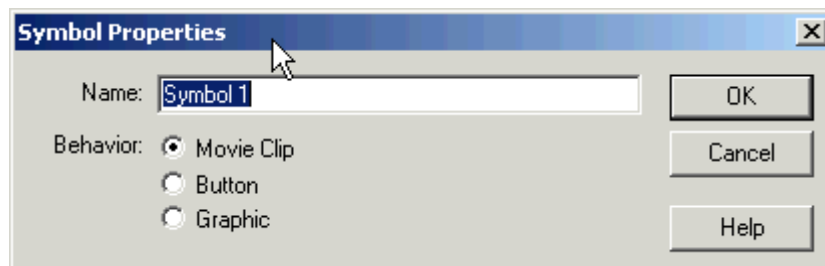 Symbol Properties
Name: Symbol 1
OK
Behavior: Movie Clip
Cancel
Button
Graphic
Help